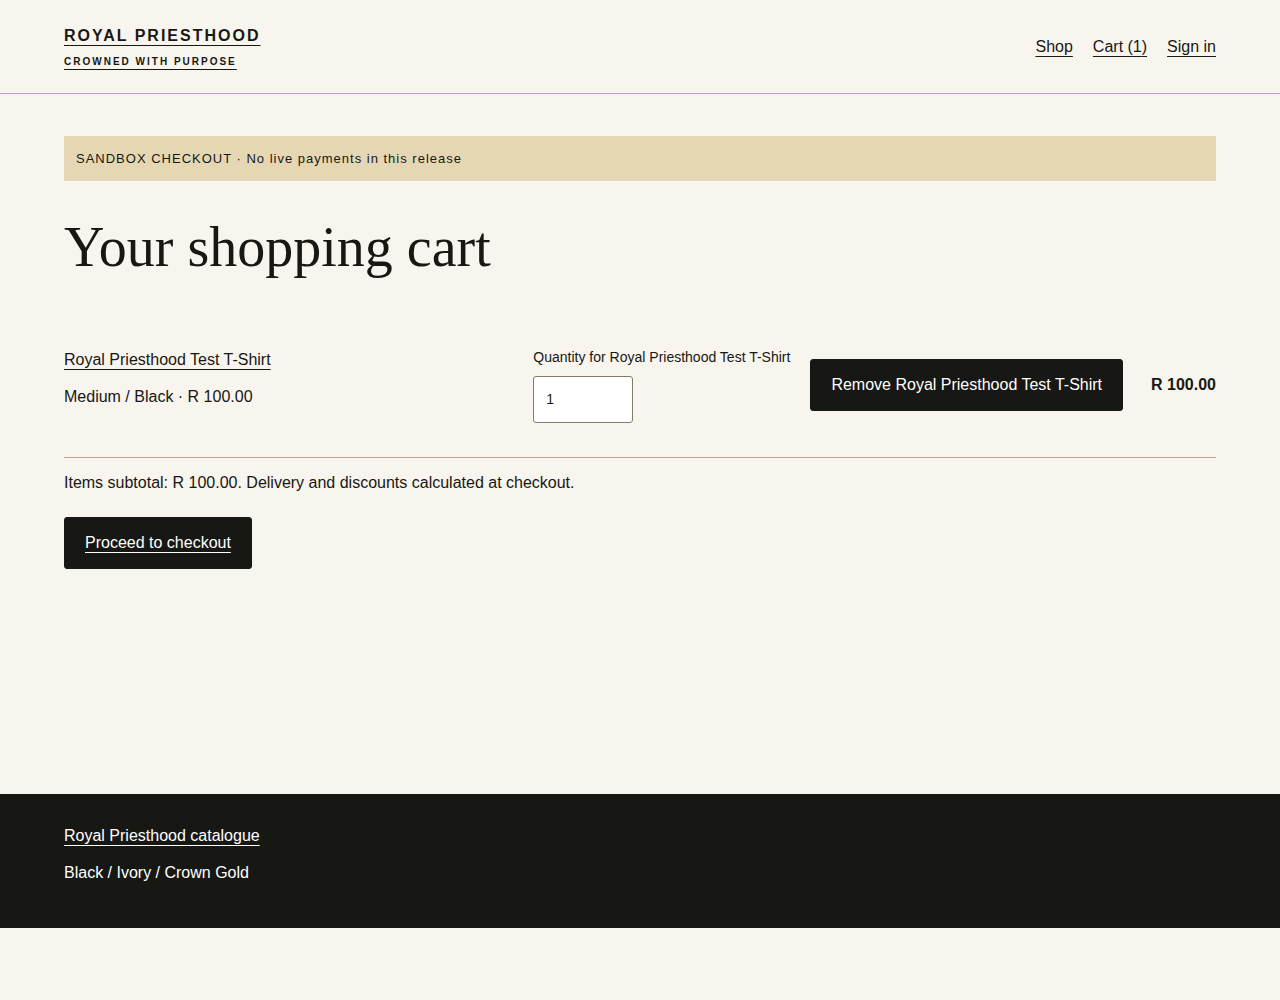 ROYAL PRIESTHOOD
CROWNED WITH PURPOSE
Shop Cart (1) Sign in
SANDBOX CHECKOUT · No live payments in this release
Your shopping cart
Royal Priesthood Test T-Shirt
Medium / Black · R 100.00
Quantity for Royal Priesthood Test T-Shirt
1
Remove Royal Priesthood Test T-Shirt
R 100.00
Items subtotal: R 100.00. Delivery and discounts calculated at checkout.
Proceed to checkout
Royal Priesthood catalogue
Black / Ivory / Crown Gold